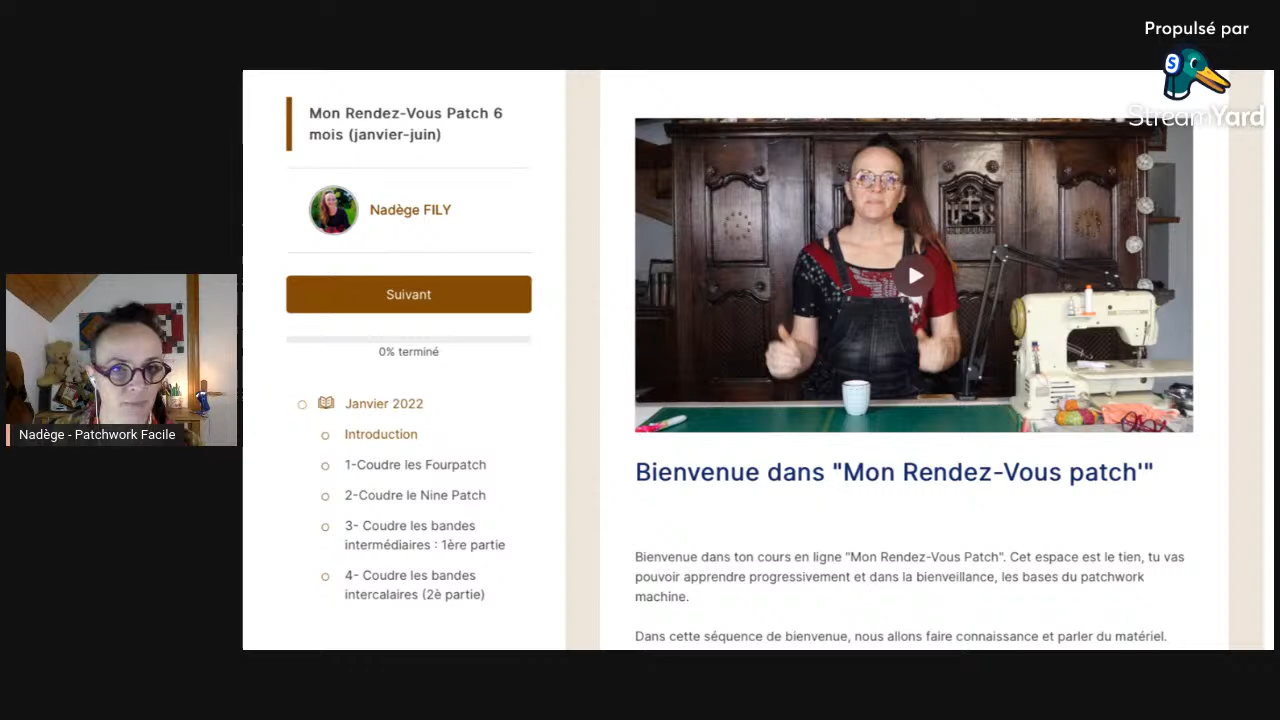 Propulsé par
StreamYard
Mon Rendez-Vous Patch 6
mois (janvier-juin)
Nadège FILY
Suivant
0% terminé
Janvier 2022
Introduction
1-Coudre les Fourpatch
2-Coudre le Nine Patch
3- Coudre les bandes
intermédiaires : 1ère partie
4- Coudre les bandes
intercalaires (2è partie)
Bienvenue dans "Mon Rendez-Vous patch'"
Bienvenue dans ton cours en ligne "Mon Rendez-Vous Patch". Cet espace est le tien, tu vas
pouvoir apprendre progressivement et dans la bienveillance, les bases du patchwork
machine.
Dans cette séquence de bienvenue, nous allons faire connaissance et parler du matériel.
Nadège - Patchwork Facile